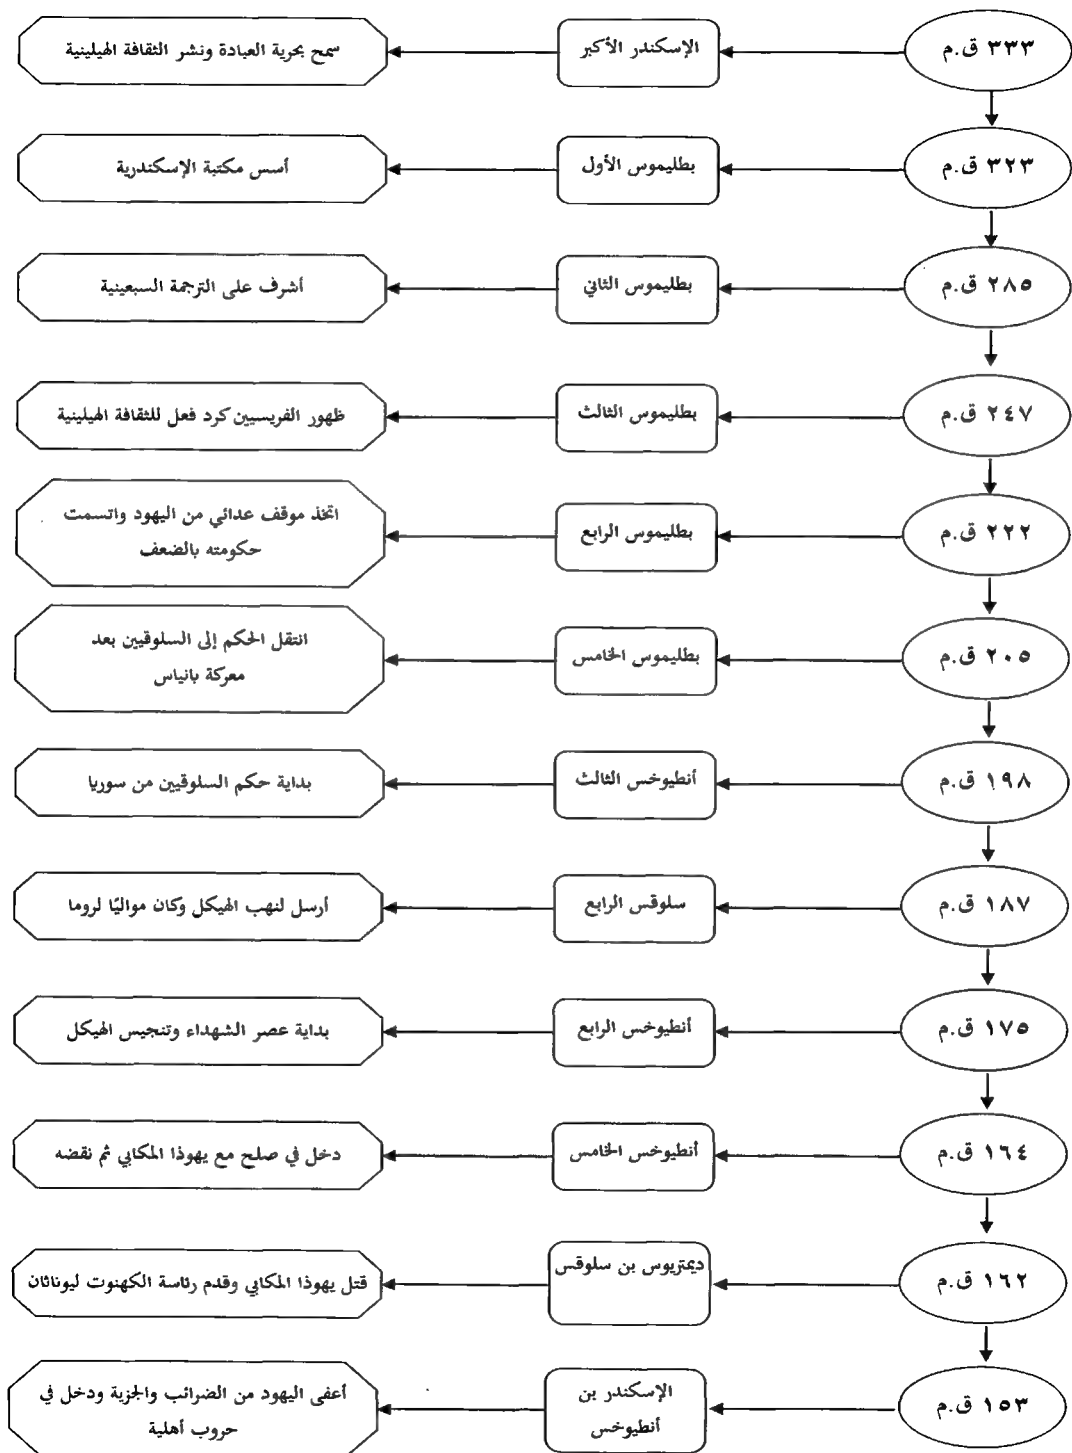 ٣٣٣ ق.م
الإسكندر الأكبر
سمح بحرية العبادة ونشر الثقافة الهيلينية
٣٢٣ ق.م
بطليموس الأول
أسس مكتبة الإسكندرية
٢٨٥ ق.م
بطليموس الثاني
أشرف على الترجمة السبعينية
٢٤٧ ق.م
بطليموس الثالث
ظهور الفريسيين كرد فعل للثقافة الهيلينية
٢٢٢ ق.م
بطليموس الرابع
اتخذ موقف عدائي من اليهود واتسمت
حكومته بالضعف
٢٠٥ ق.م
بطليموس الخامس
انتقل الحكم إلى السلوقيين بعد
معركة بانياس
١٩٨ ق.م
أنطيوخس الثالث
بداية حكم السلوقيين من سوريا
١٨٧ ق.م
سلوقس الرابع
أرسل لنهب الهيكل وكان مواليًا لروما
١٧٥ ق.م
أنطيوخس الرابع
بداية عصر الشهداء وتنجيس الهيكل
١٦٤ ق.م
أنطيوخس الخامس
دخل في صلح مع يهوذا المكابي ثم نقضه
١٦٢ ق.م
ديمتريوس بن سلوقس
قتل يهوذا المكابي وقدم رئاسة الكهنوت ليوناثان
١٥٣ ق.م
الإسكندر بن
أنطيوخس
أعفى اليهود من الضرائب والجزية ودخل في
حروب أهلية